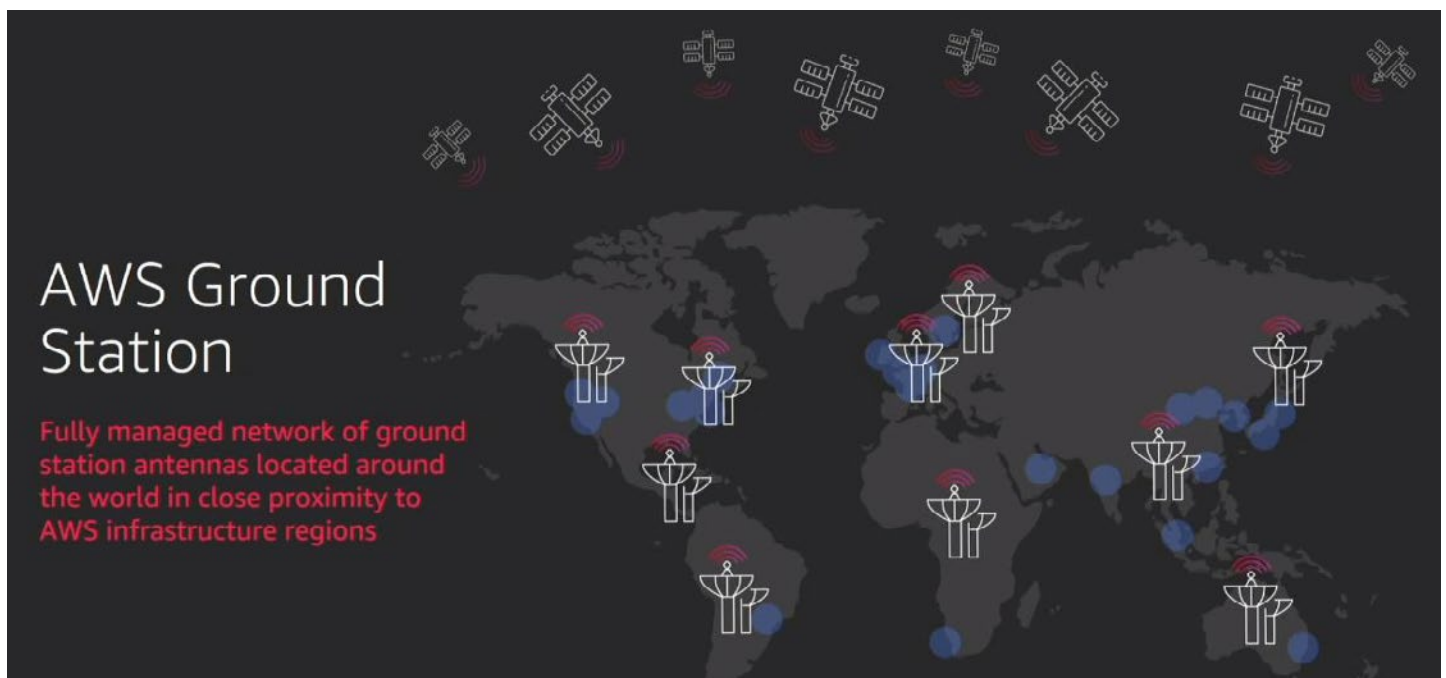 AWS Ground
Station
Fully managed network of ground
station antennas located around
the world in close proximity to
AWS infrastructure regions